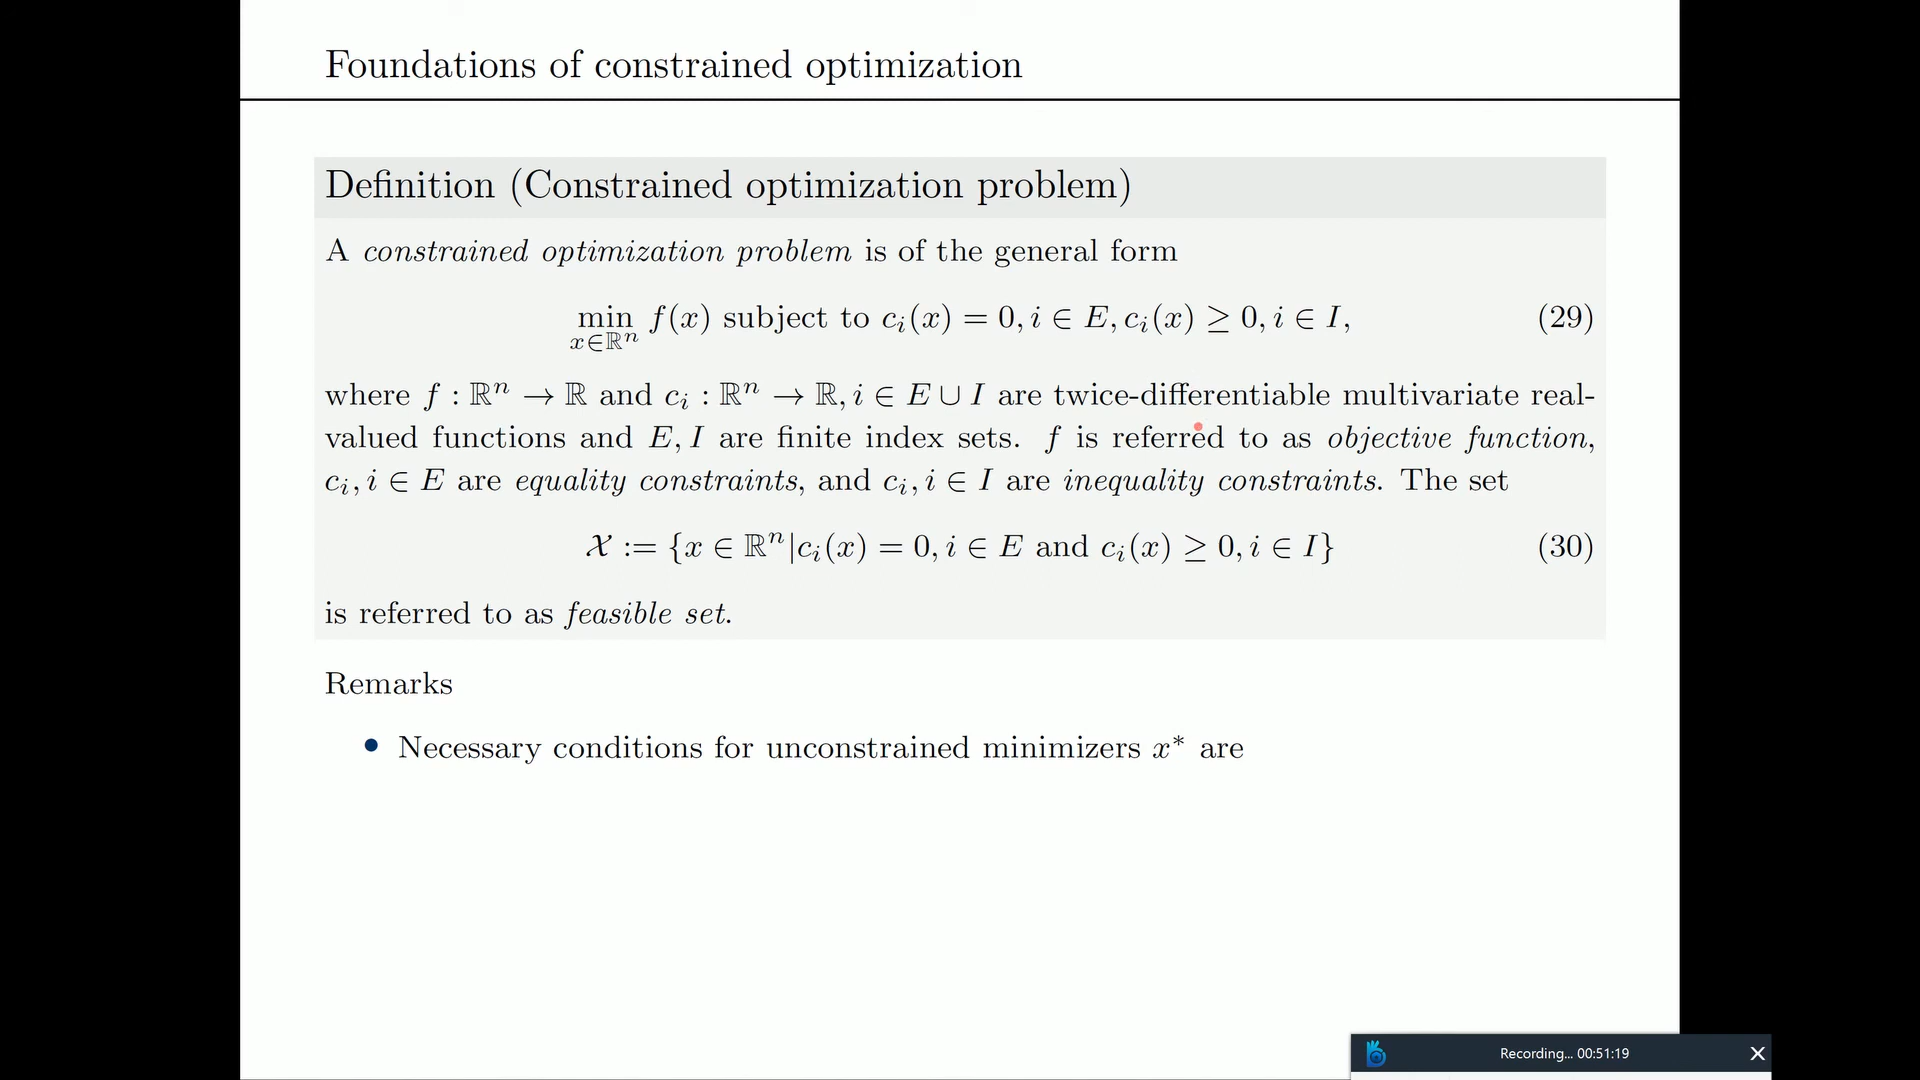 Foundations of constrained optimization
Definition (Constrained optimization problem)
A constrained optimization problem is of the general form
min f(x) subject to cᵢ(x) = 0, i ∈ E, cᵢ(x) ≥ 0, i ∈ I, (29)
x∈ℝⁿ
where f : ℝⁿ → ℝ and cᵢ : ℝⁿ → ℝ, i ∈ E ∪ I are twice-differentiable multivariate real-
valued functions and E, I are finite index sets. f is referred to as objective function,
cᵢ, i ∈ E are equality constraints, and cᵢ, i ∈ I are inequality constraints. The set
𝒳 := {x ∈ ℝⁿ|cᵢ(x) = 0, i ∈ E and cᵢ(x) ≥ 0, i ∈ I} (30)
is referred to as feasible set.
Remarks
• Necessary conditions for unconstrained minimizers x* are
Recording... 00:51:19